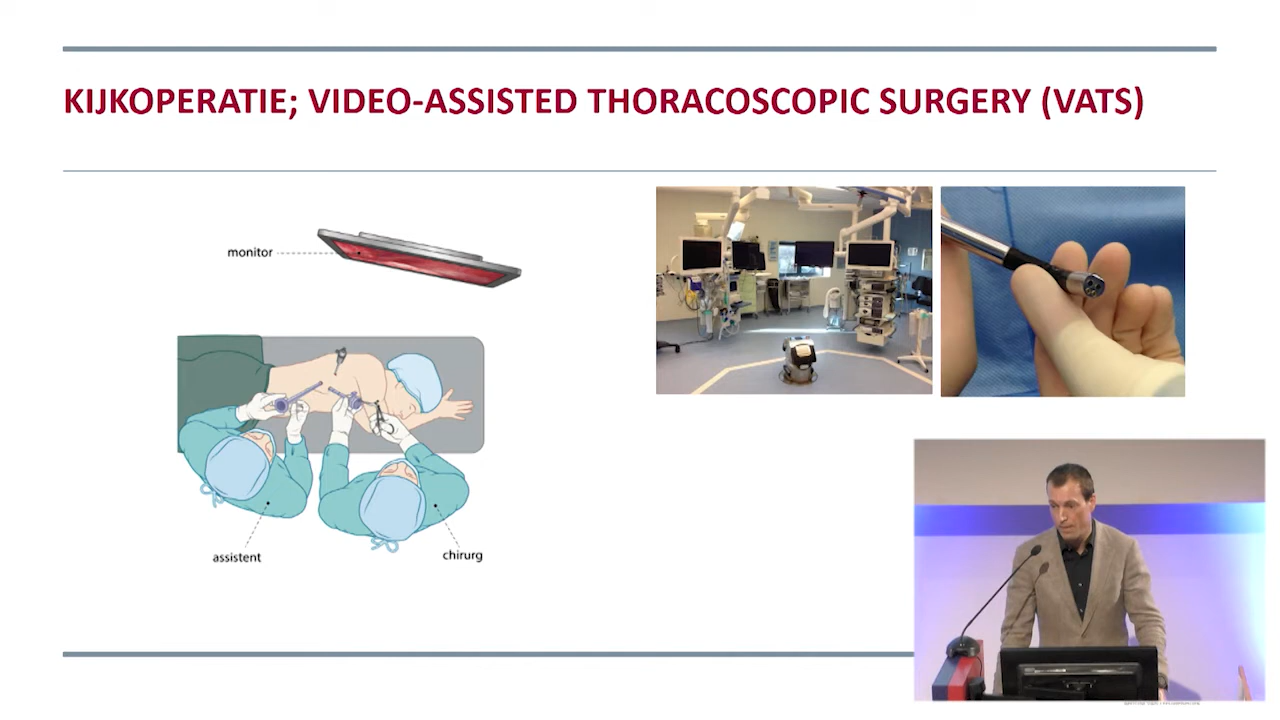 KIJKOPERATIE; VIDEO-ASSISTED THORACOSCOPIC SURGERY (VATS)
monitor
assistent
chirurg